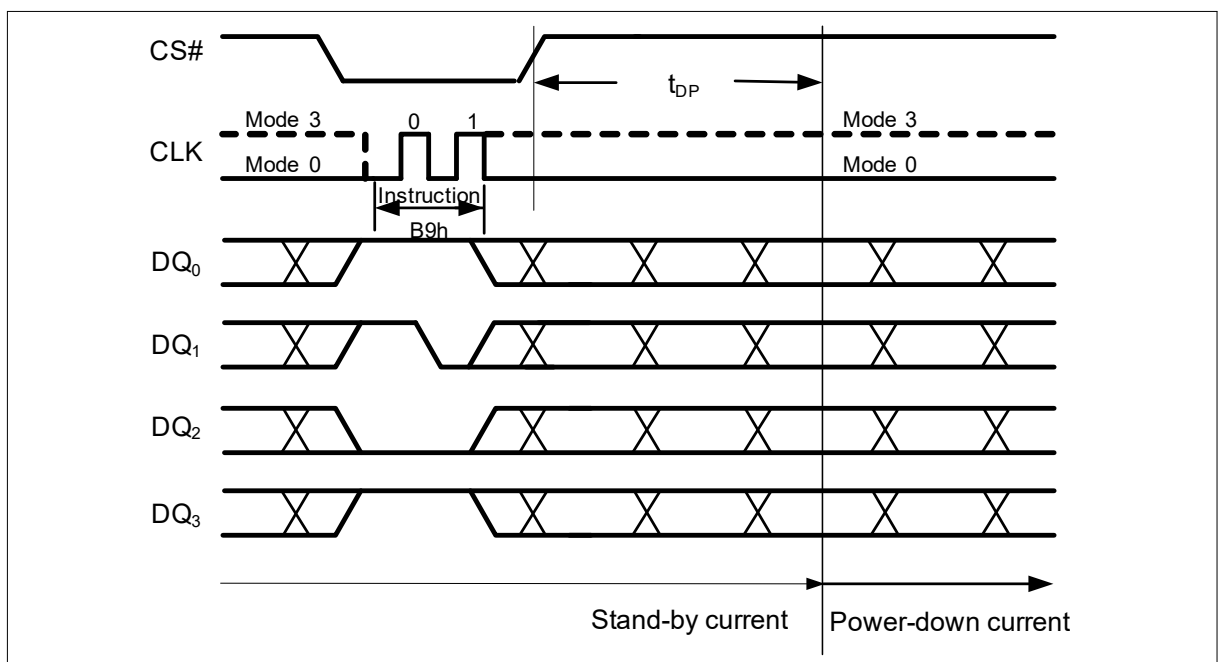 CS#
tDP
Mode 3 0 1 Mode 3
CLK
Mode 0 Mode 0
Instruction
B9h
DQ0
DQ1
DQ2
DQ3
Stand-by current Power-down current